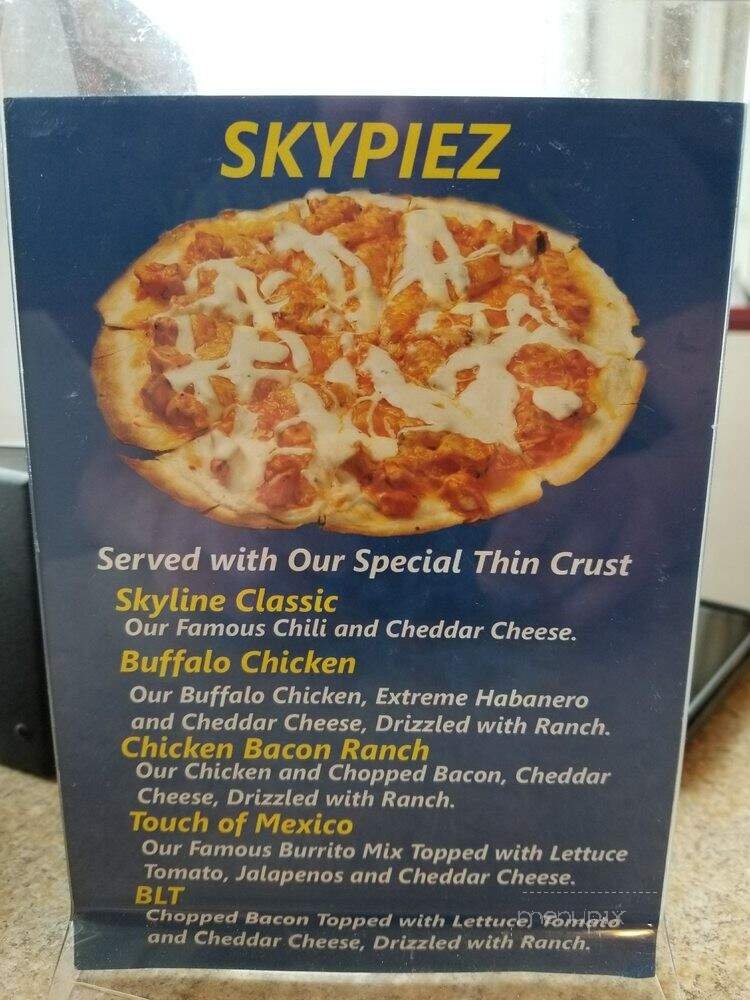 SKYPIEZ
Served with Our Special Thin Crust
Skyline Classic
Our Famous Chili and Cheddar Cheese.
Buffalo Chicken
Our Buffalo Chicken, Extreme Habanero
and Cheddar Cheese, Drizzled with Ranch.
Chicken Bacon Ranch
Our Chicken and Chopped Bacon, Cheddar
Cheese, Drizzled with Ranch.
Touch of Mexico
Our Famous Burrito Mix Topped with Lettuce
Tomato, Jalapenos and Cheddar Cheese.
BLT
Chopped Bacon Topped with Lettuce, Tomato
and Cheddar Cheese, Drizzled with Ranch.
menupix